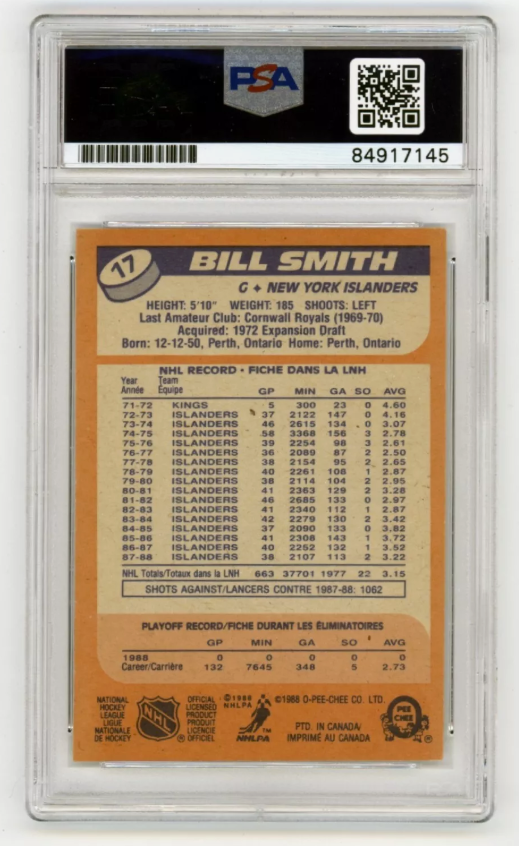 PSA
84917145
17
BILL SMITH
G + NEW YORK ISLANDERS
HEIGHT: 5'10" WEIGHT: 185 SHOOTS: LEFT
Last Amateur Club: Cornwall Royals (1969-70)
Acquired: 1972 Expansion Draft
Born: 12-12-50, Perth, Ontario Home: Perth, Ontario
NHL RECORD • FICHE DANS LA LNH
Year Team
Année Équipe GP MIN GA SO AVG
71-72 KINGS 5 300 23 0 4.60
72-73 ISLANDERS 37 2122 147 0 4.16
73-74 ISLANDERS 46 2615 134 0 3.07
74-75 ISLANDERS 58 3368 156 3 2.78
75-76 ISLANDERS 39 2254 98 3 2.61
76-77 ISLANDERS 36 2089 87 2 2.50
77-78 ISLANDERS 38 2154 95 2 2.65
78-79 ISLANDERS 40 2261 108 1 2.87
79-80 ISLANDERS 38 2114 104 2 2.95
80-81 ISLANDERS 41 2363 129 2 3.28
81-82 ISLANDERS 46 2685 133 0 2.97
82-83 ISLANDERS 41 2340 112 1 2.87
83-84 ISLANDERS 42 2279 130 2 3.42
84-85 ISLANDERS 37 2090 133 0 3.82
85-86 ISLANDERS 41 2308 143 1 3.72
86-87 ISLANDERS 40 2252 132 1 3.52
87-88 ISLANDERS 38 2107 113 2 3.22
NHL Totals/Totaux dans la LNH 663 37701 1977 22 3.15
SHOTS AGAINST/LANCERS CONTRE 1987-88: 1062
PLAYOFF RECORD/FICHE DURANT LES ÉLIMINATOIRES
GP MIN GA SO AVG
1988 0 0 0 0 0
Career/Carrière 132 7645 348 5 2.73
NATIONAL
HOCKEY
LEAGUE
LIGUE
NATIONALE
DE HOCKEY
NHL
®
OFFICIAL
LICENSED
PRODUCT
PRODUIT
LICENCIÉ
OFFICIEL
©1988
NHLPA
NHLPA
TM
©1988 O-PEE-CHEE CO. LTD.
PTD. IN CANADA/
IMPRIMÉ AU CANADA
O PEE CHEE
®